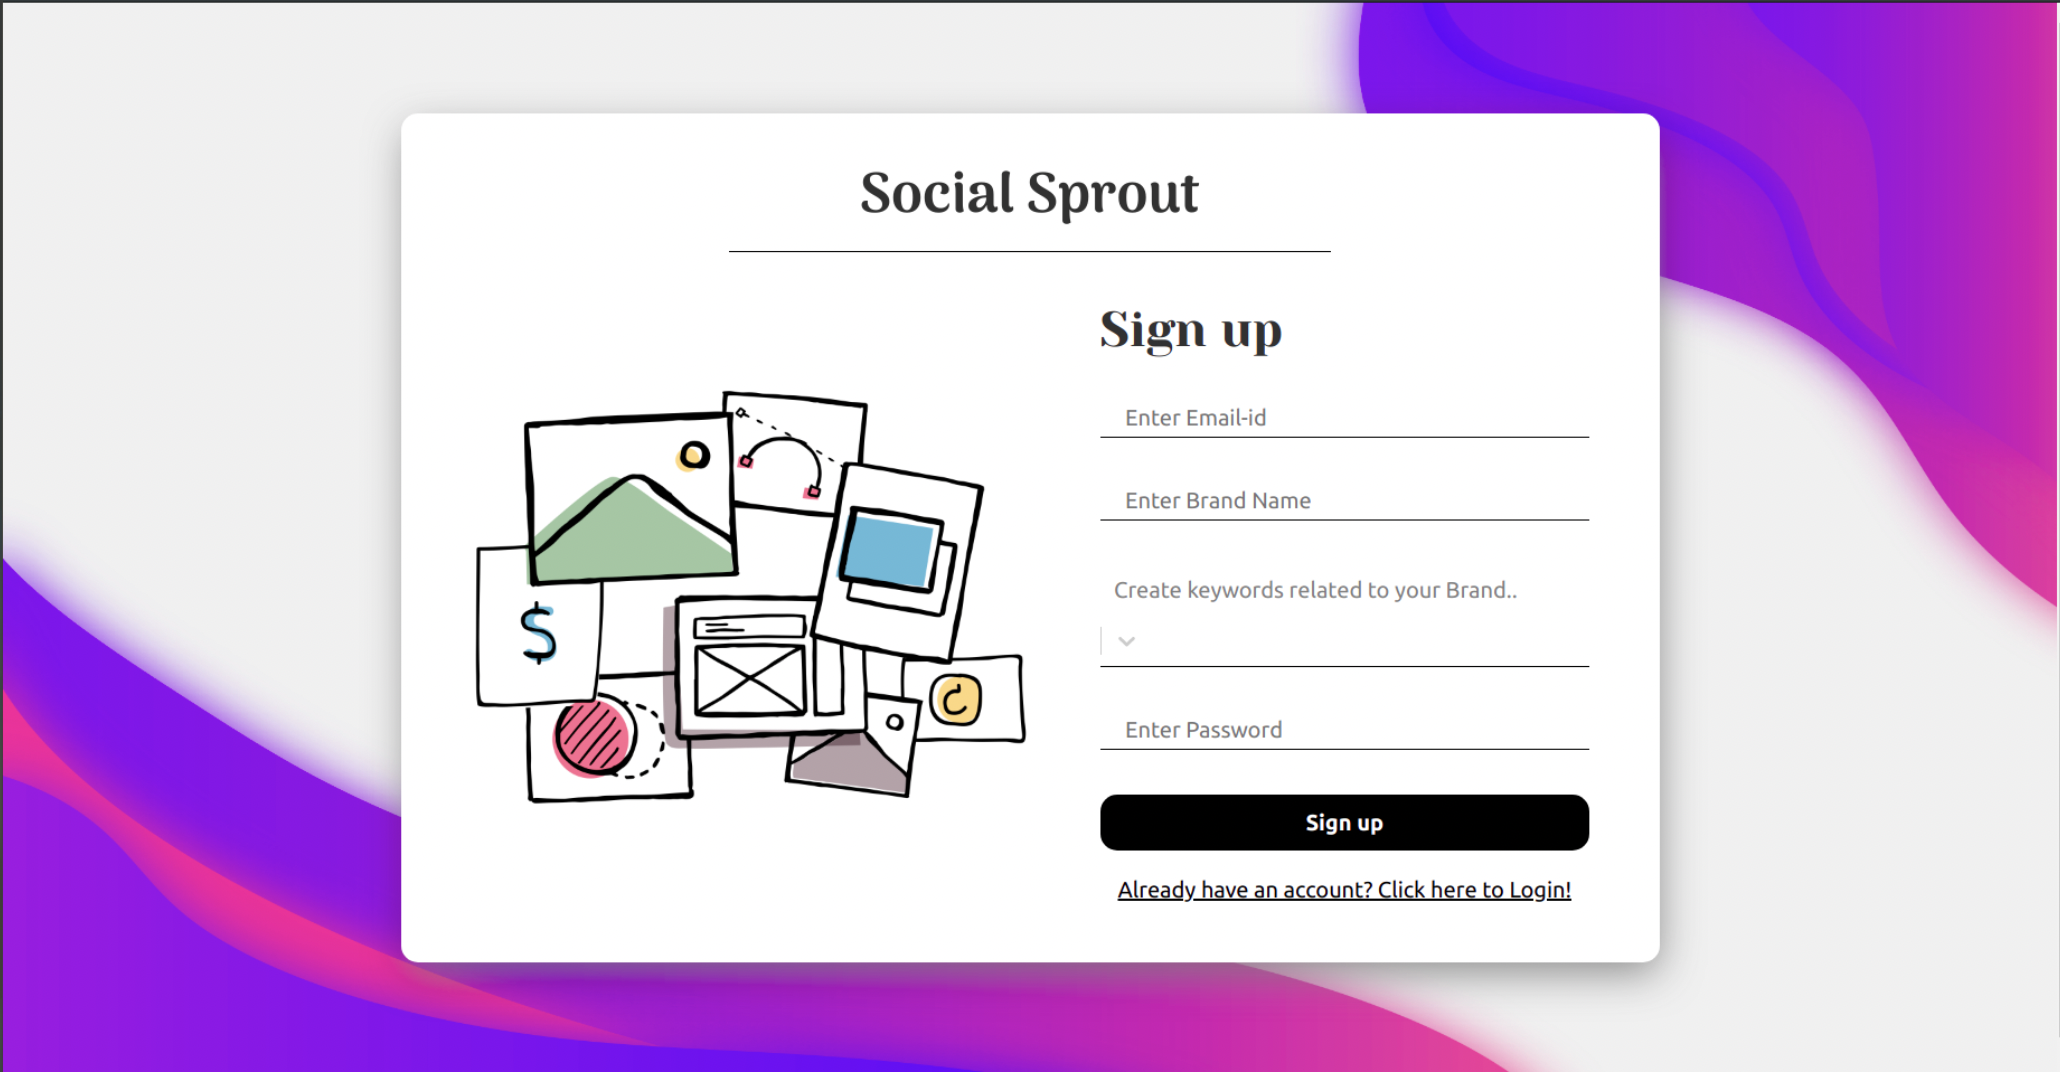 Social Sprout
Sign up
Enter Email-id
Enter Brand Name
Create keywords related to your Brand..
Enter Password
Sign up
Already have an account? Click here to Login!
$
C